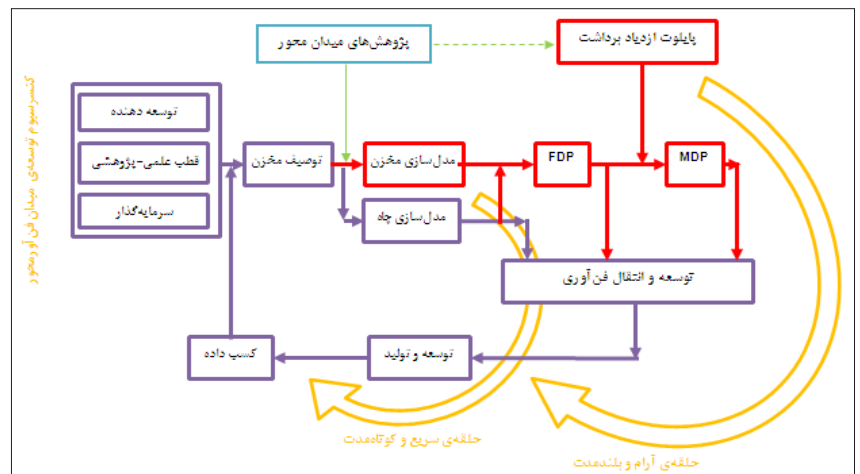 پژوهش‌های میدان محور
پایلوت ازدیاد برداشت
کنسرسیوم توسعه‌ی میدان فن‌آورمحور
توسعه دهنده
قطب علمی-پژوهشی
سرمایه‌گذار
توصیف مخزن
مدل‌سازی مخزن
FDP
MDP
مدل‌سازی چاه
توسعه و انتقال فن‌آوری
توسعه و تولید
کسب داده
حلقه‌ی سریع و کوتاه‌مدت
حلقه‌ی آرام و بلندمدت